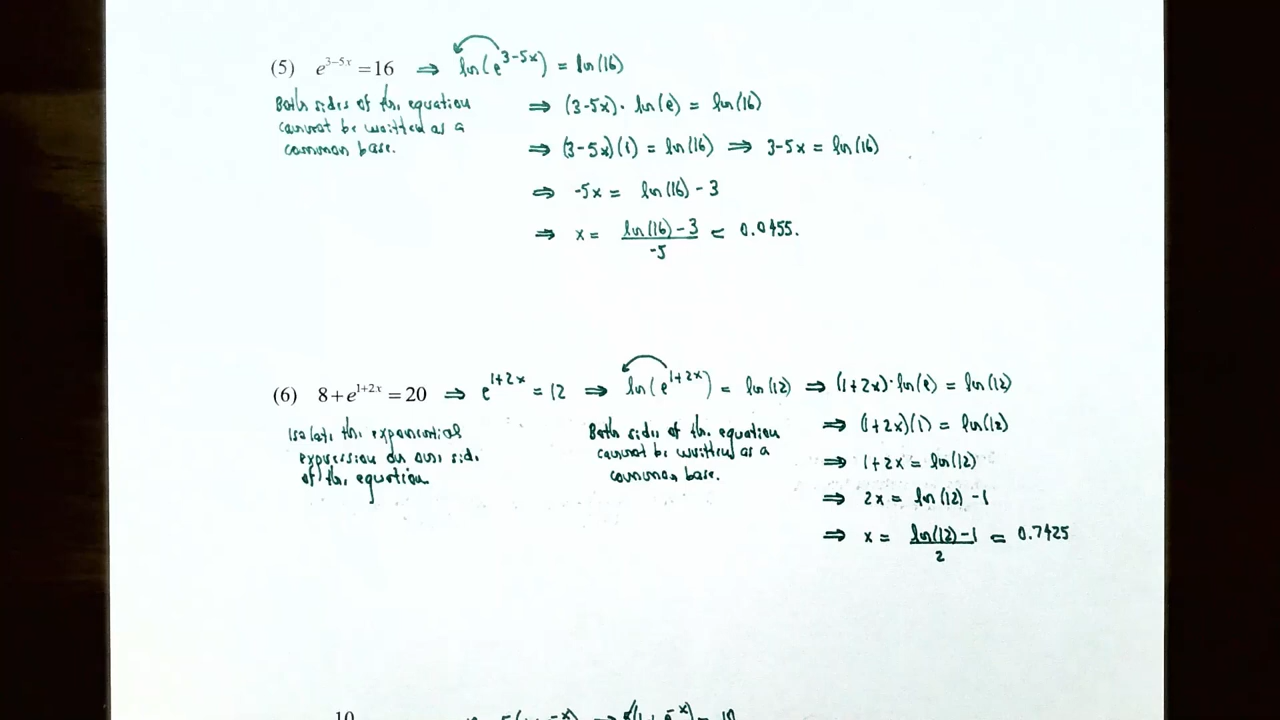 (5) e^{3-5x} = 16 ⇒ ln(e^{3-5x}) = ln(16)
Both sides of the equation
cannot be writted as a
common base.
⇒ (3-5x)· ln(e) = ln(16)
⇒ (3-5x)(1) = ln(16) ⇒ 3-5x = ln(16)
⇒ -5x = ln(16) - 3
⇒ x = \frac{ln(16) - 3}{-5} = 0.0455.
(6) 8 + e^{1+2x} = 20 ⇒ e^{1+2x} = 12 ⇒ ln(e^{1+2x}) = ln(12) ⇒ (1+2x)·ln(e) = ln(12)
Isolate the exponential
expression on one side
of the equation
Both sides of the equation
cannot be writted as a
common base.
⇒ (1+2x)(1) = ln(12)
⇒ 1+2x = ln(12)
⇒ 2x = ln(12) - 1
⇒ x = \frac{ln(12) - 1}{2} = 0.7425
10